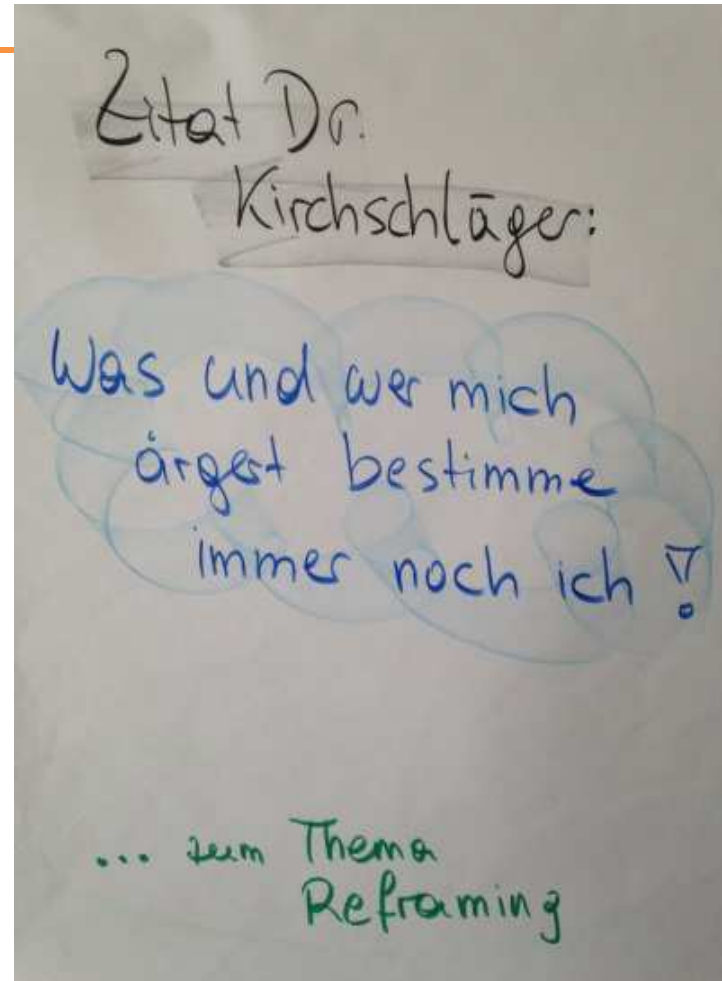 Zitat Dr.
Kirchschläger:
Was und wer mich
ärgert bestimme
immer noch ich!
... zum Thema
Reframing